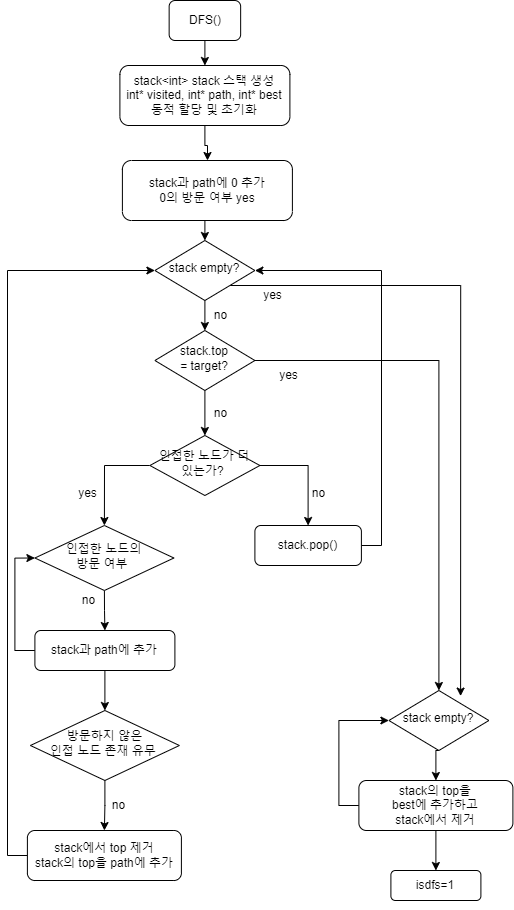 DFS()
stack<int> stack 스택 생성
int* visited, int* path, int* best
동적 할당 및 초기화
stack과 path에 0 추가
0의 방문 여부 yes
stack empty?
yes
no
stack.top
= target?
yes
no
인접한 노드가 더
있는가?
yes
no
stack.pop()
인접한 노드의
방문 여부
no
stack과 path에 추가
방문하지 않은
인접 노드 존재 유무
no
stack에서 top 제거
stack의 top을 path에 추가
stack empty?
stack의 top을
best에 추가하고
stack에서 제거
isdfs=1